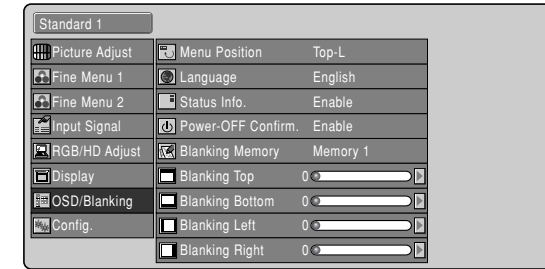 Standard 1
Picture Adjust Menu Position Top-L
Fine Menu 1 Language English
Fine Menu 2 Status Info. Enable
Input Signal Power-OFF Confirm. Enable
RGB/HD Adjust Blanking Memory Memory 1
Display Blanking Top 0
OSD/Blanking Blanking Bottom 0
Config. Blanking Left 0
Blanking Right 0